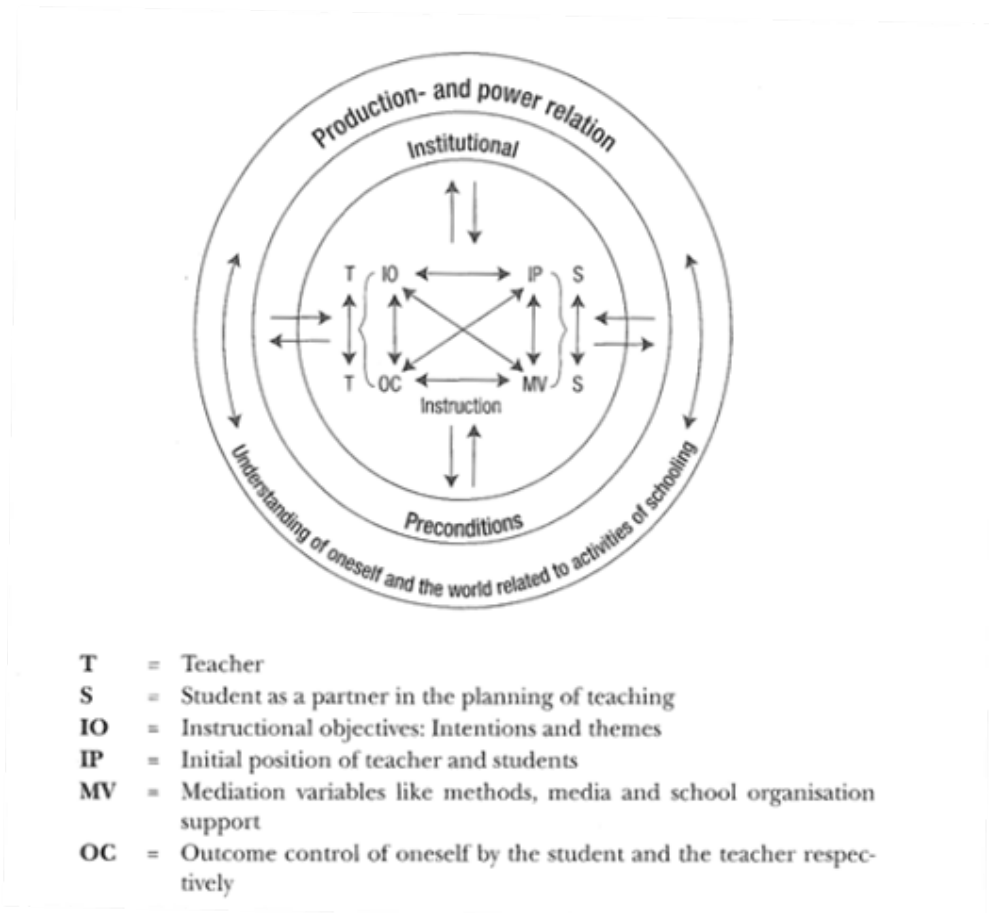 Production- and power relation
Institutional
T IO IP S
T OC MV S
Instruction
Preconditions
Understanding of oneself and the world related to activities of schooling
T = Teacher
S = Student as a partner in the planning of teaching
IO = Instructional objectives: Intentions and themes
IP = Initial position of teacher and students
MV = Mediation variables like methods, media and school organisation
support
OC = Outcome control of oneself by the student and the teacher respec-
tively